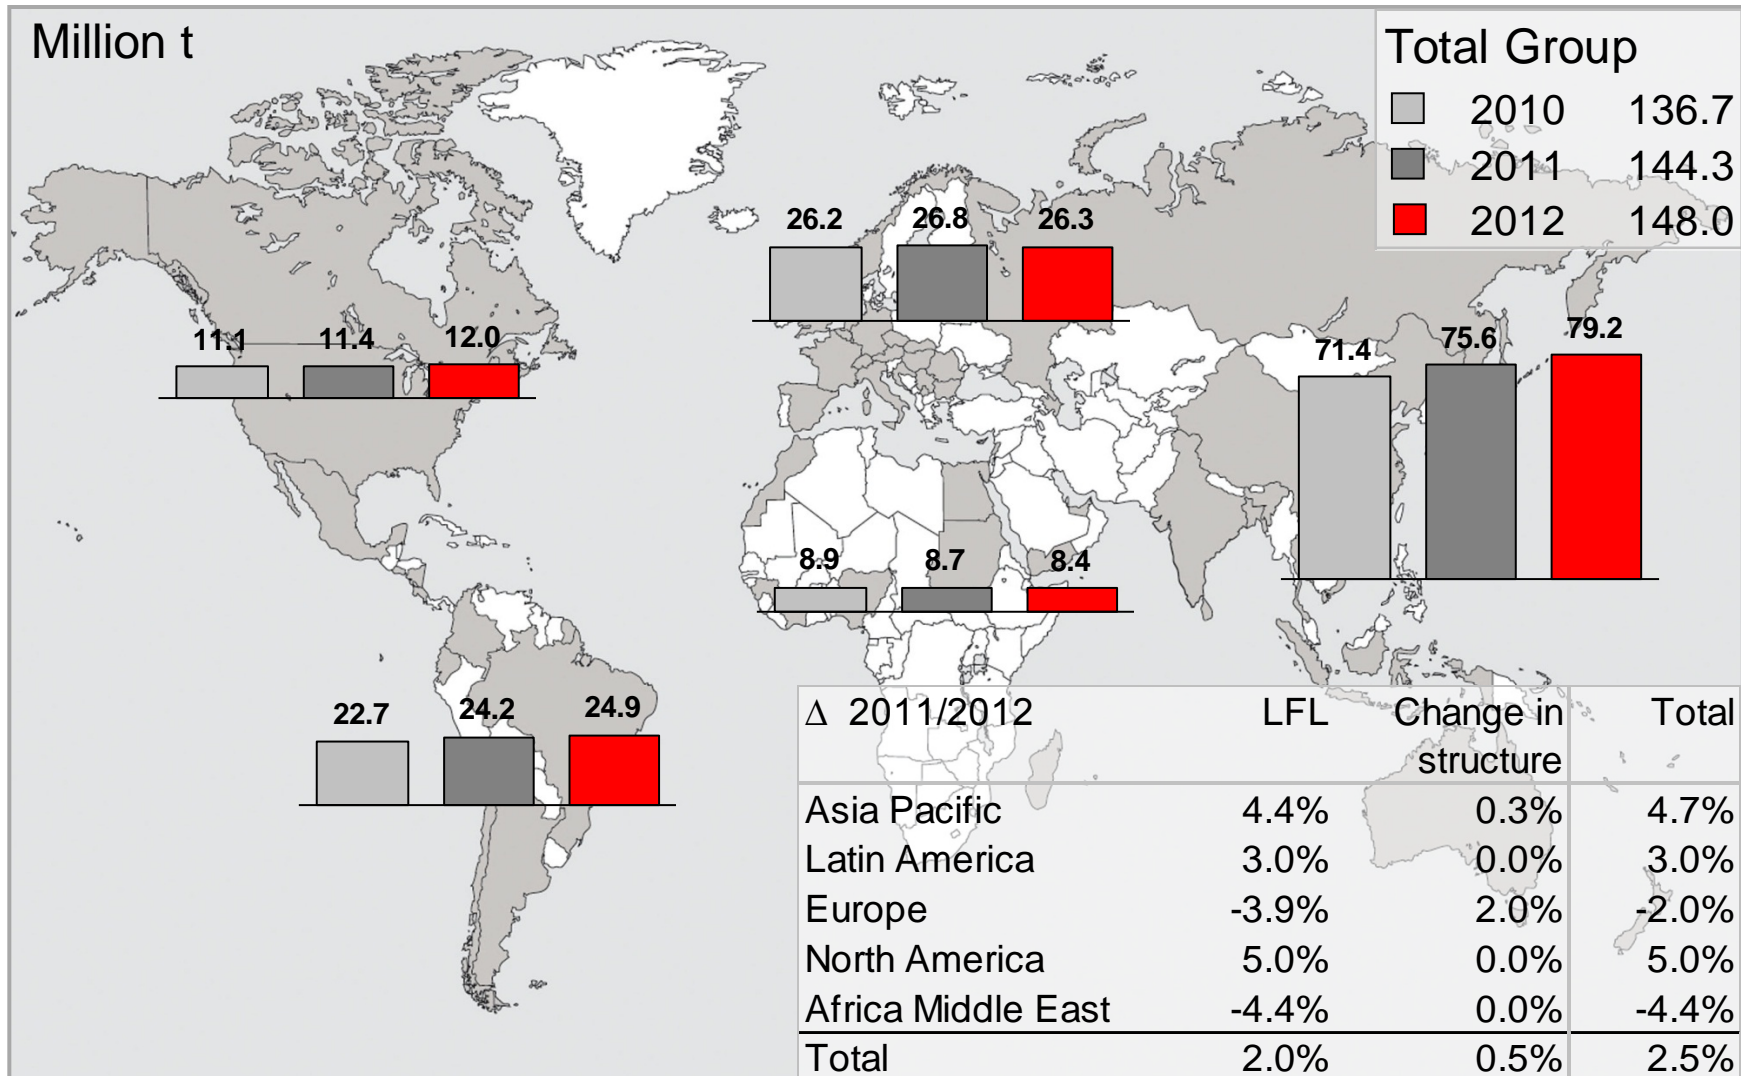 Million t
Total Group
2010 136.7
2011 144.3
2012 148.0
26.2 26.8 26.3
11.1 11.4 12.0
71.4 75.6 79.2
8.9 8.7 8.4
22.7 24.2 24.9
Δ 2011/2012 LFL Change in structure Total
Asia Pacific 4.4% 0.3% 4.7%
Latin America 3.0% 0.0% 3.0%
Europe -3.9% 2.0% -2.0%
North America 5.0% 0.0% 5.0%
Africa Middle East -4.4% 0.0% -4.4%
Total 2.0% 0.5% 2.5%